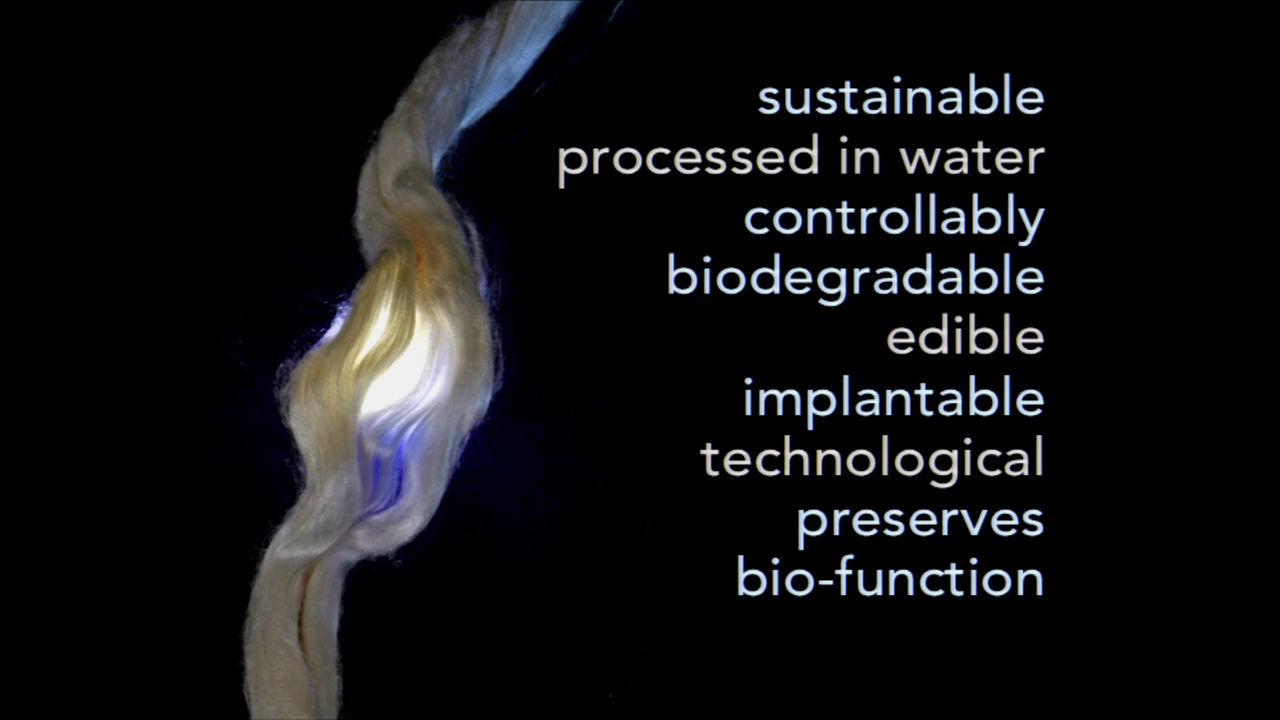 sustainable
processed in water
controllably
biodegradable
edible
implantable
technological
preserves
bio-function